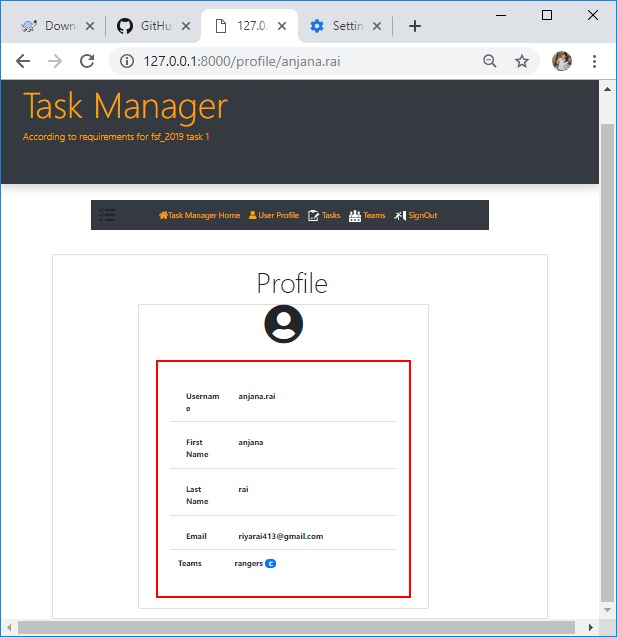 Down
GitHub
127.0.
Settin
127.0.0.1:8000/profile/anjana.rai
Task Manager
According to requirements for fsf_2019 task 1
Task Manager Home User Profile Tasks Teams SignOut
Profile
Usernam
e
anjana.rai
First
Name
anjana
Last
Name
rai
Email riyarai413@gmail.com
Teams rangers c